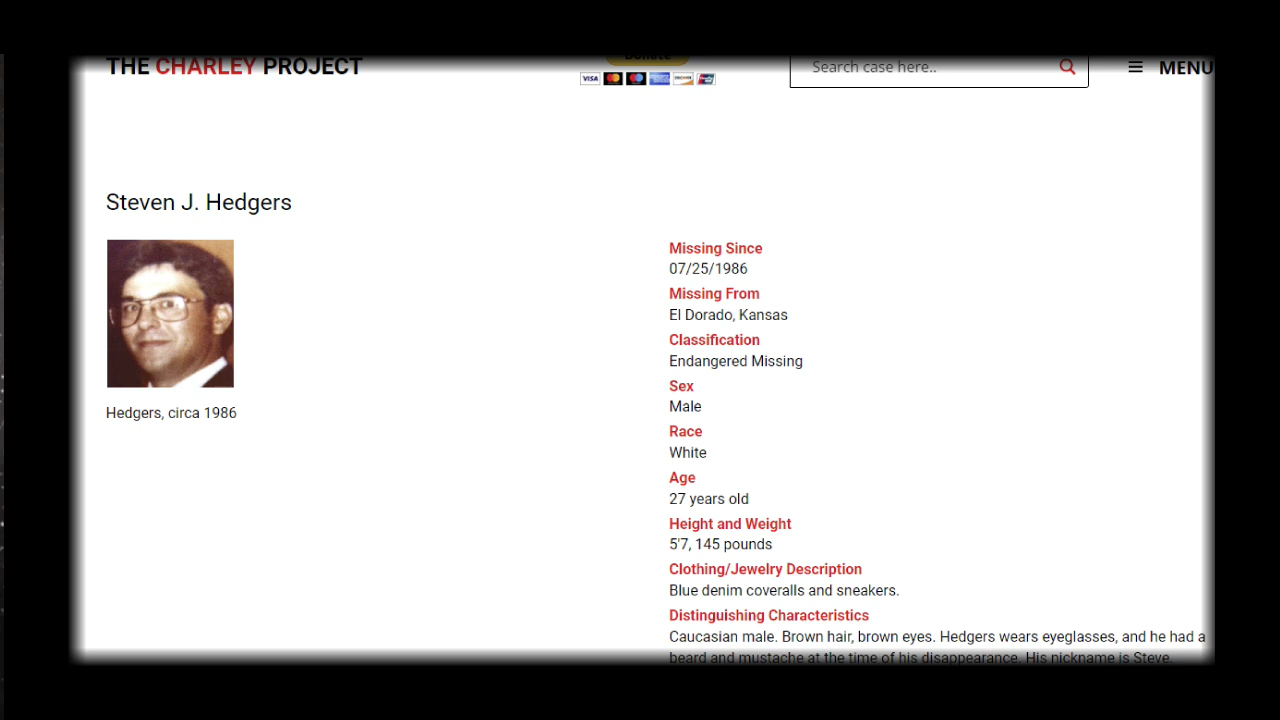 Donate
THE CHARLEY PROJECT
Search case here..
MENU
VISA
Steven J. Hedgers
Hedgers, circa 1986
Missing Since
07/25/1986
Missing From
El Dorado, Kansas
Classification
Endangered Missing
Sex
Male
Race
White
Age
27 years old
Height and Weight
5'7, 145 pounds
Clothing/Jewelry Description
Blue denim coveralls and sneakers.
Distinguishing Characteristics
Caucasian male. Brown hair, brown eyes. Hedgers wears eyeglasses, and he had a
beard and mustache at the time of his disappearance. His nickname is Steve.